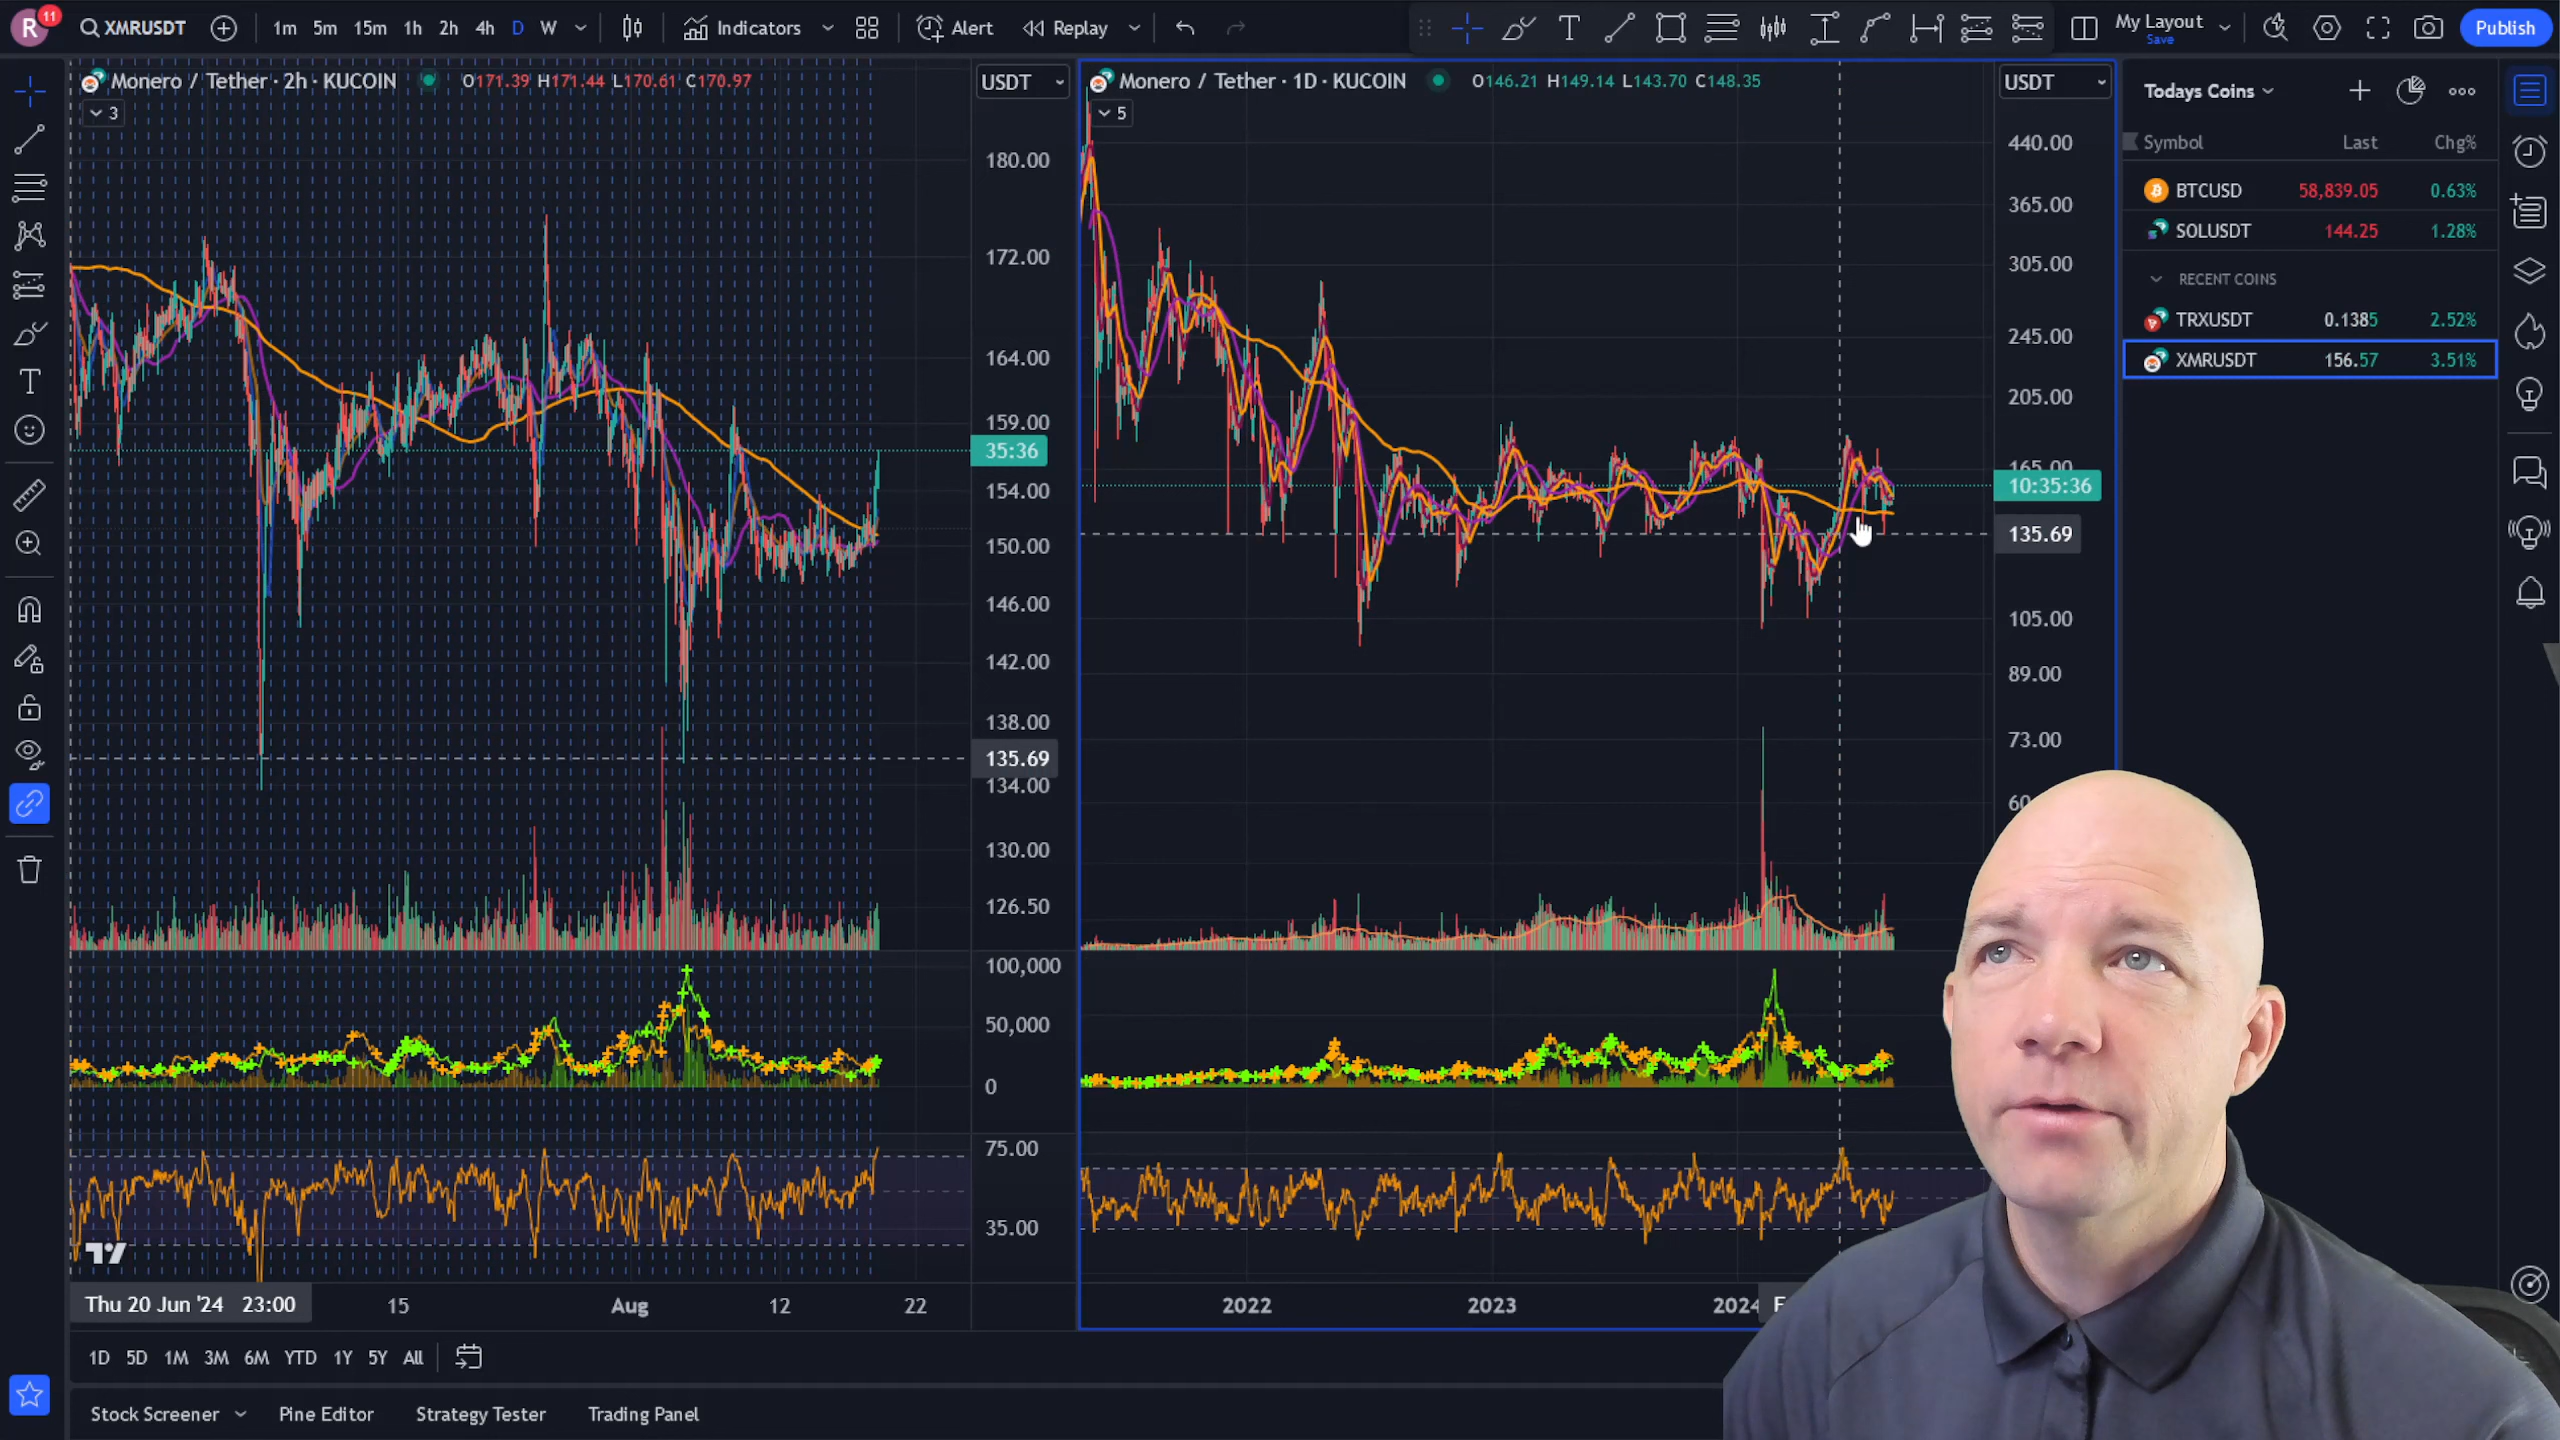 R 11 XMRUSDT 1m 5m 15m 1h 2h 4h D W Indicators Alert Replay My Layout Save Publish
Monero / Tether · 2h · KUCOIN O171.39 H171.44 L170.61 C170.97
3
USDT
180.00
172.00
164.00
159.00
35:36
154.00
150.00
146.00
142.00
138.00
135.69
134.00
130.00
126.50
100,000
50,000
0
75.00
35.00
Thu 20 Jun '24 23:00 15 Aug 12 22
Monero / Tether · 1D · KUCOIN O146.21 H149.14 L143.70 C148.35
5
USDT
440.00
365.00
305.00
245.00
205.00
165.00
10:35:36
135.69
105.00
89.00
73.00
60
2022 2023 2024 F
Todays Coins
Symbol Last Chg%
BTCUSD 58,839.05 0.63%
SOLUSDT 144.25 1.28%
RECENT COINS
TRXUSDT 0.1385 2.52%
XMRUSDT 156.57 3.51%
1D 5D 1M 3M 6M YTD 1Y 5Y All
Stock Screener Pine Editor Strategy Tester Trading Panel